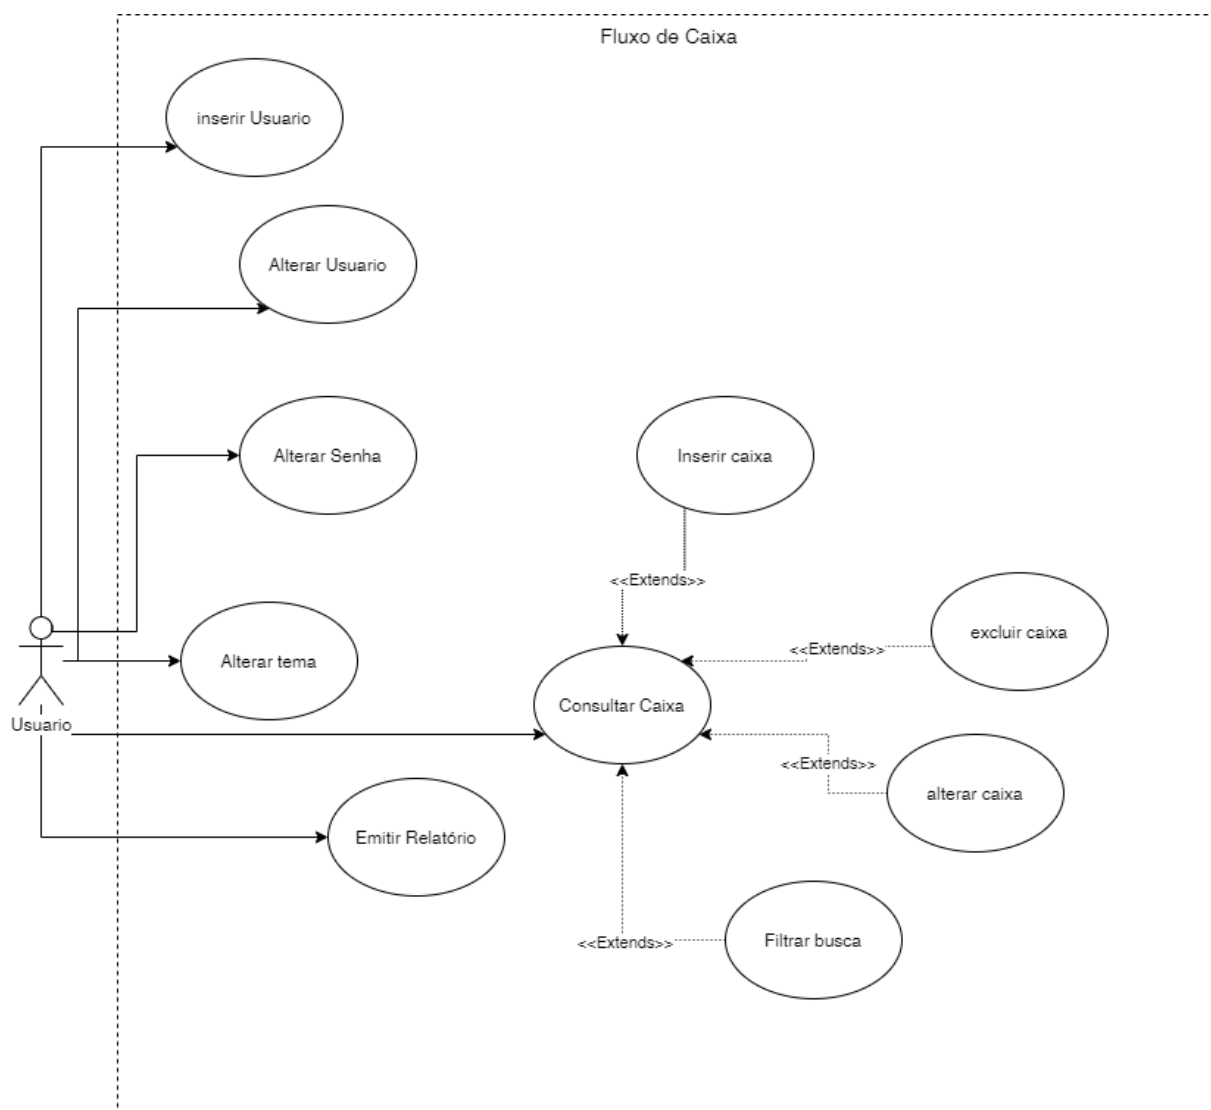 Fluxo de Caixa
inserir Usuario
Alterar Usuario
Alterar Senha
Inserir caixa
<<Extends>>
excluir caixa
<<Extends>>
Alterar tema
Consultar Caixa
Usuario
<<Extends>>
alterar caixa
Emitir Relatório
<<Extends>>
Filtrar busca